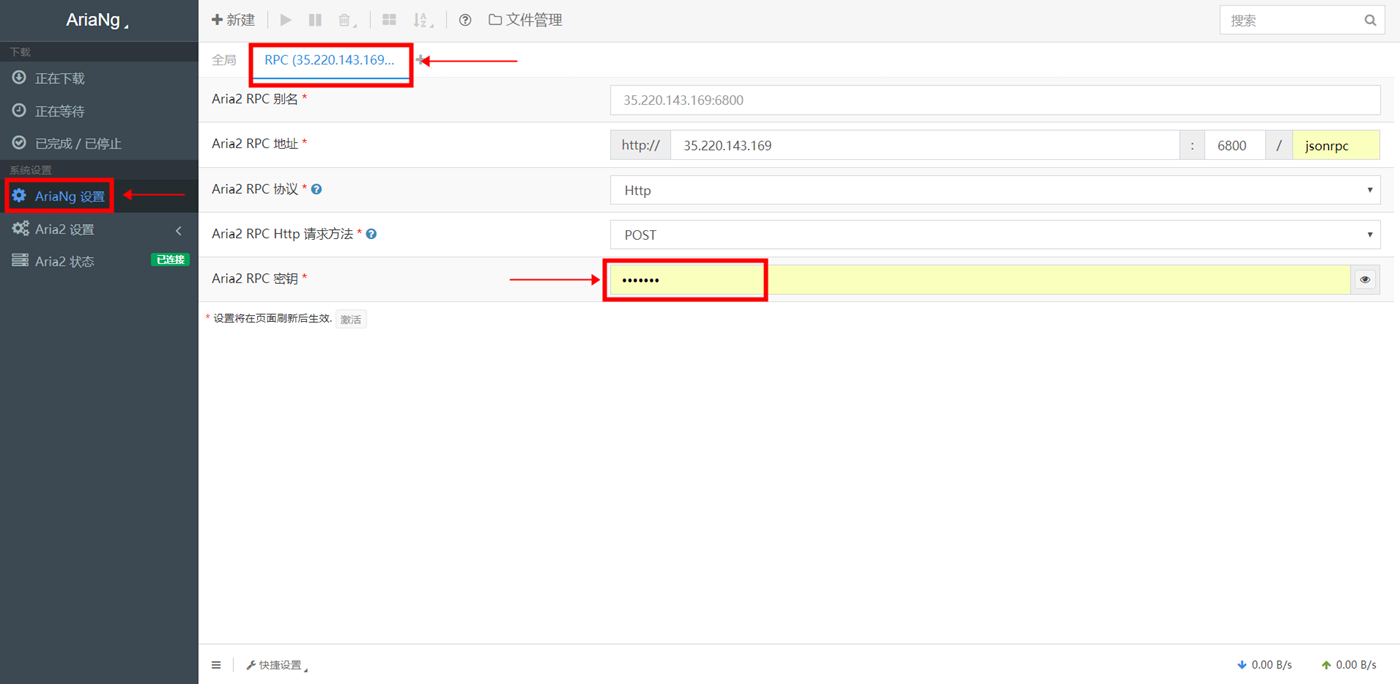 AriaNg
新建
文件管理
搜索
下载
正在下载
正在等待
已完成 / 已停止
系统设置
AriaNg 设置
Aria2 设置
Aria2 状态 已连接
全局 RPC (35.220.143.169...
Aria2 RPC 别名 * 35.220.143.169:6800
Aria2 RPC 地址 * http:// 35.220.143.169 : 6800 / jsonrpc
Aria2 RPC 协议 * Http
Aria2 RPC Http 请求方法 * POST
Aria2 RPC 密钥 * •••••••
* 设置将在页面刷新后生效. 激活
快捷设置
0.00 B/s
0.00 B/s